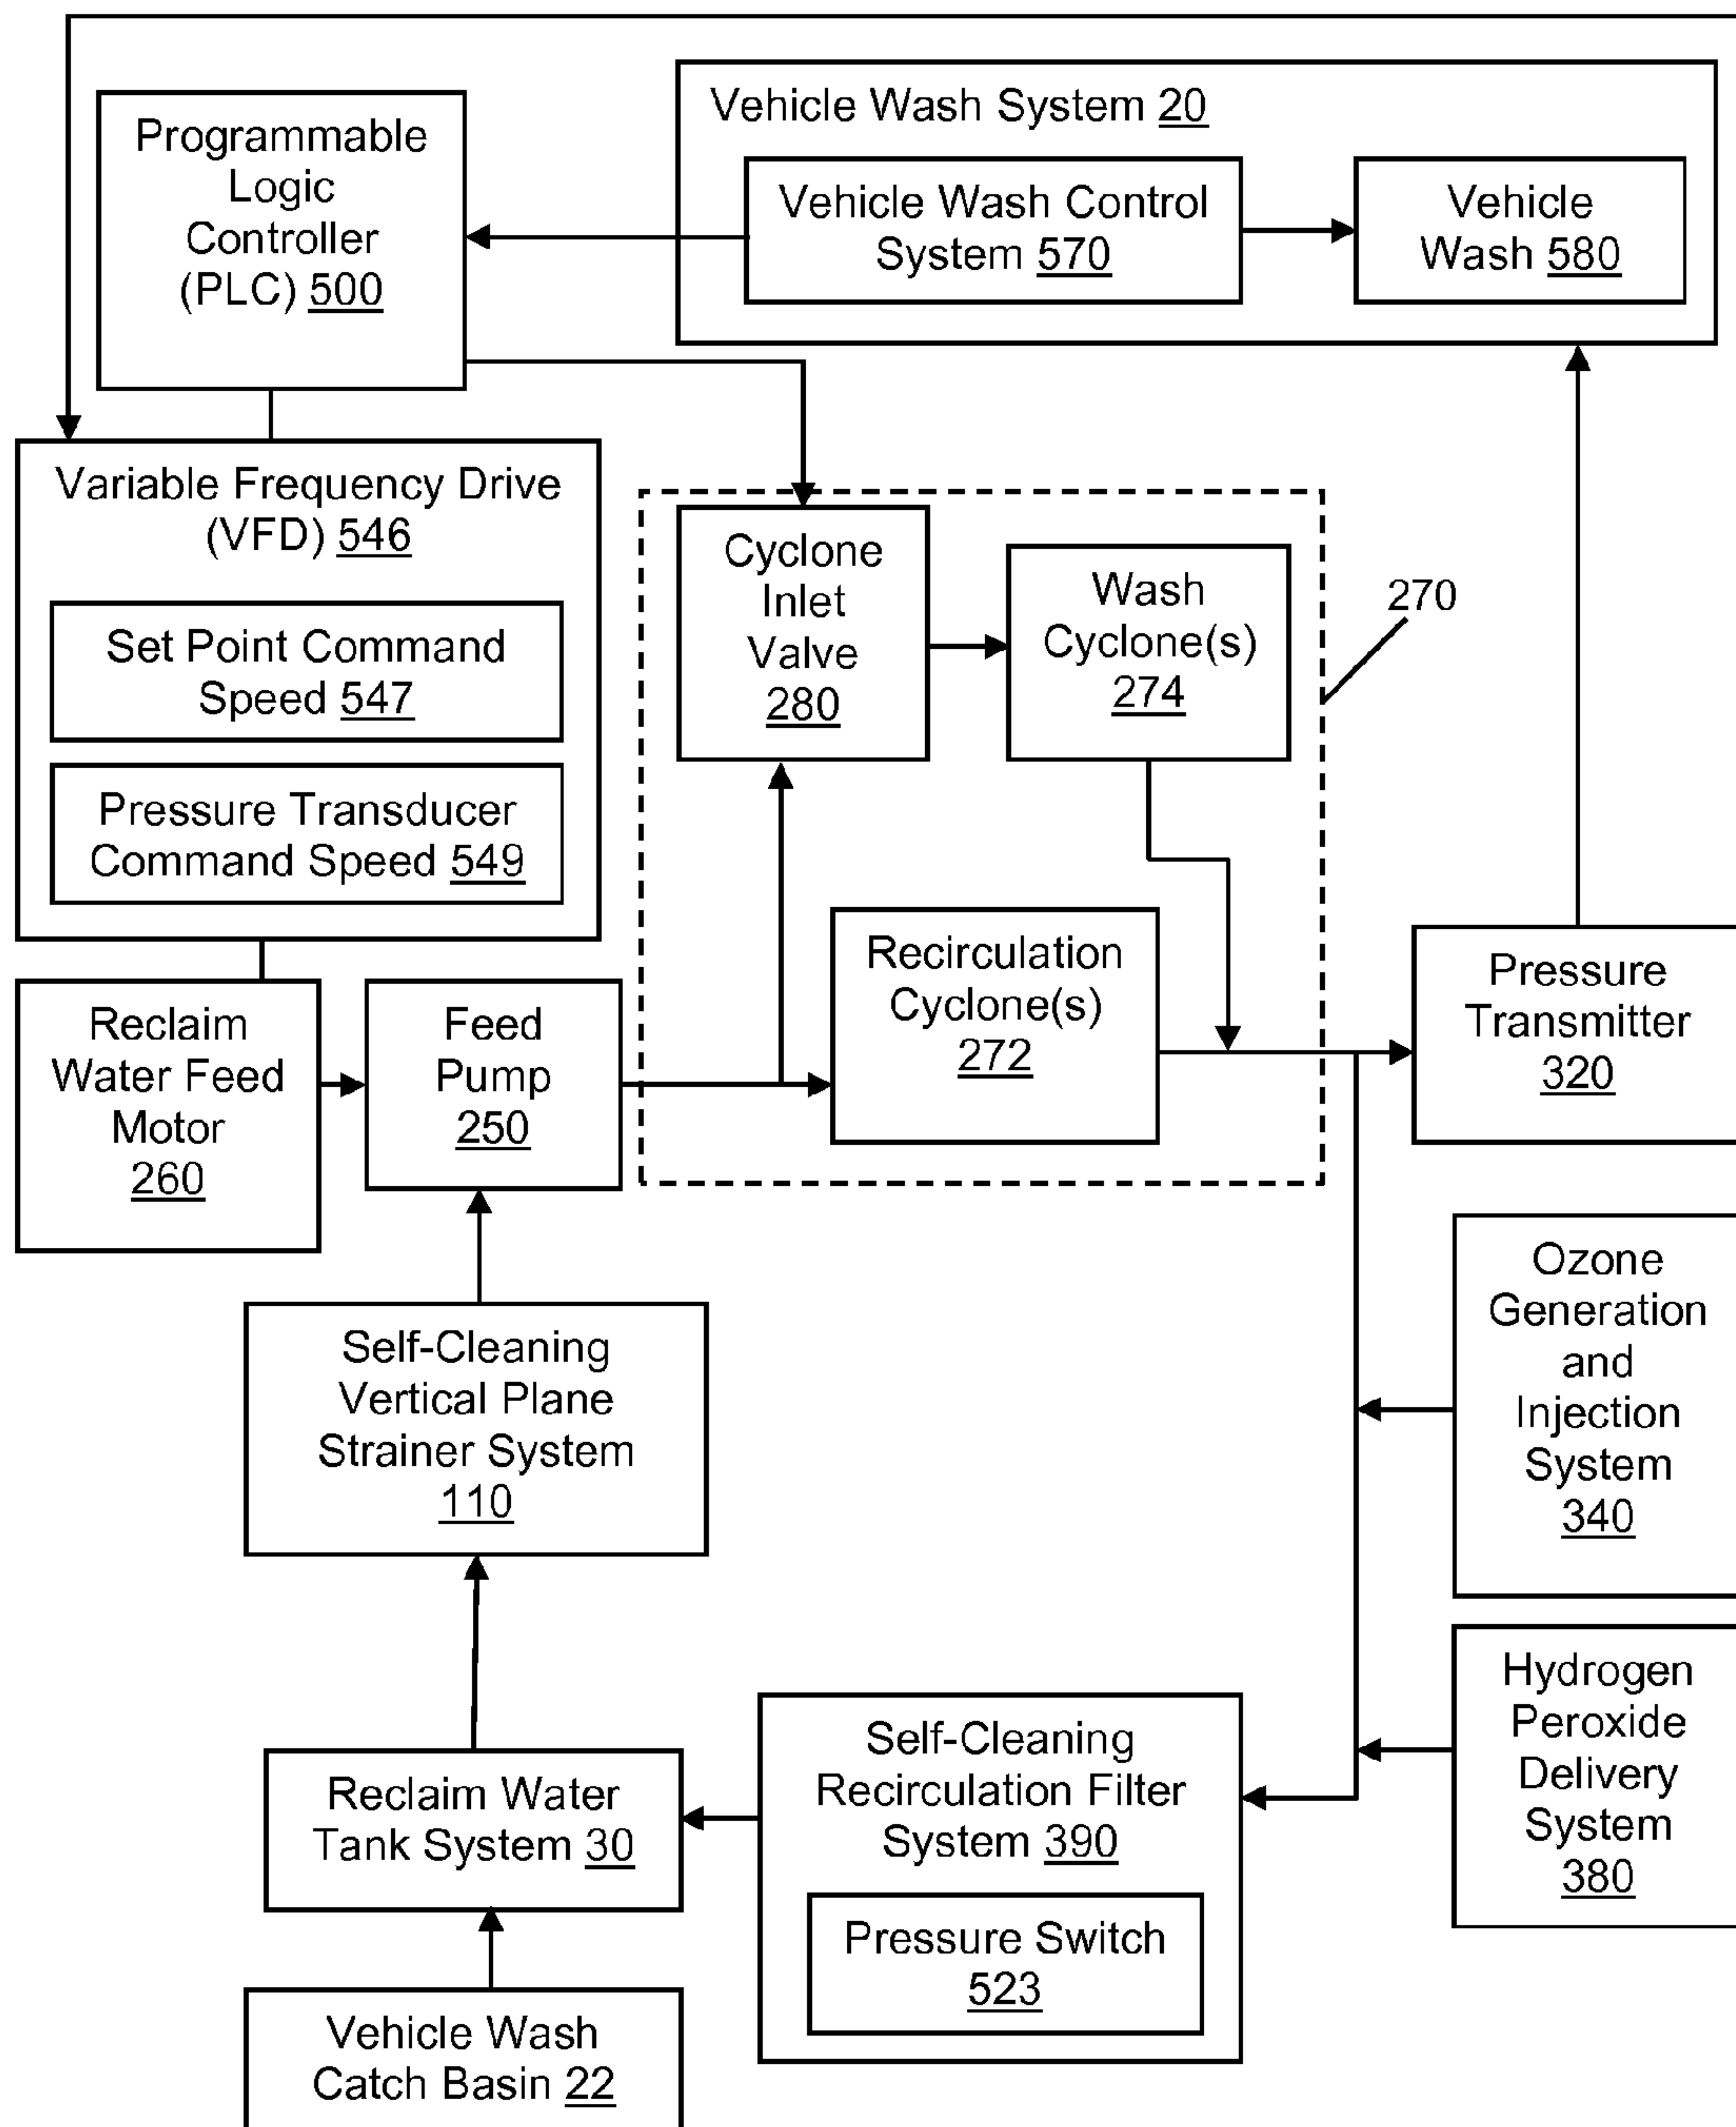 Programmable
Logic
Controller
(PLC) 500
Vehicle Wash System 20
Vehicle Wash Control
System 570
Vehicle
Wash 580
Variable Frequency Drive
(VFD) 546
Set Point Command
Speed 547
Pressure Transducer
Command Speed 549
Cyclone
Inlet
Valve
280
Wash
Cyclone(s)
274
270
Reclaim
Water Feed
Motor
260
Feed
Pump
250
Recirculation
Cyclone(s)
272
Pressure
Transmitter
320
Self-Cleaning
Vertical Plane
Strainer System
110
Ozone
Generation
and
Injection
System
340
Hydrogen
Peroxide
Delivery
System
380
Self-Cleaning
Recirculation Filter
System 390
Pressure Switch
523
Reclaim Water
Tank System 30
Vehicle Wash
Catch Basin 22